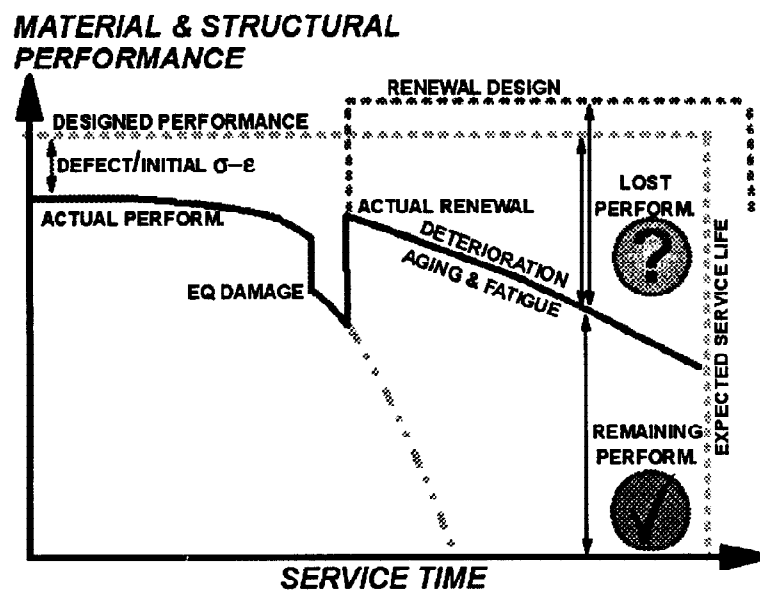 MATERIAL & STRUCTURAL
PERFORMANCE
RENEWAL DESIGN
DESIGNED PERFORMANCE
DEFECT/INITIAL σ–ε
ACTUAL PERFORM.
ACTUAL RENEWAL
LOST
PERFORM.
?
DETERIORATION
AGING & FATIGUE
EQ DAMAGE
EXPECTED SERVICE LIFE
REMAINING
PERFORM.
SERVICE TIME